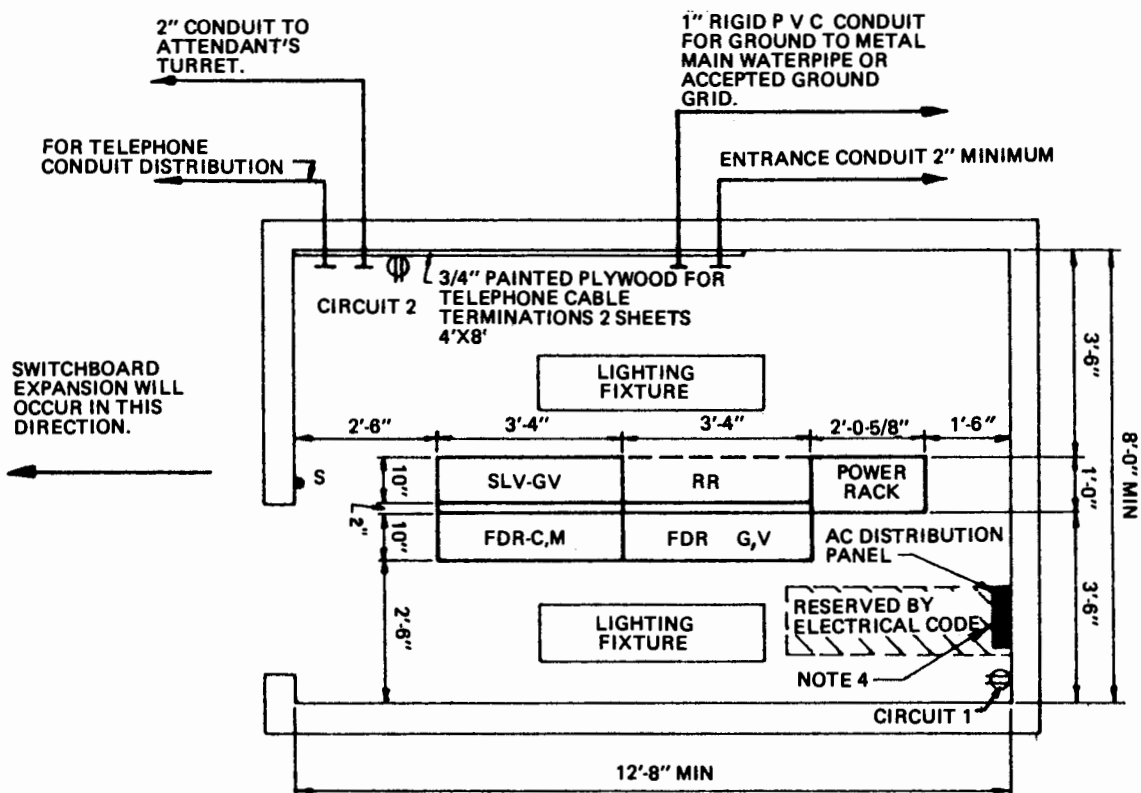 2" CONDUIT TO
ATTENDANT'S
TURRET.
1" RIGID P V C CONDUIT
FOR GROUND TO METAL
MAIN WATERPIPE OR
ACCEPTED GROUND
GRID.
FOR TELEPHONE
CONDUIT DISTRIBUTION
ENTRANCE CONDUIT 2" MINIMUM
CIRCUIT 2
3/4" PAINTED PLYWOOD FOR
TELEPHONE CABLE
TERMINATIONS 2 SHEETS
4'X8'
SWITCHBOARD
EXPANSION WILL
OCCUR IN THIS
DIRECTION.
LIGHTING
FIXTURE
3'-6"
8'-0" MIN
2'-6"
3'-4"
3'-4"
2'-0-5/8"
1'-6"
S
10"
SLV-GV
RR
POWER
RACK
1'-0"
2"
10"
FDR-C,M
FDR G,V
AC DISTRIBUTION
PANEL
2'-6"
LIGHTING
FIXTURE
RESERVED BY
ELECTRICAL CODE
3'-6"
NOTE 4
CIRCUIT 1
12'-8" MIN